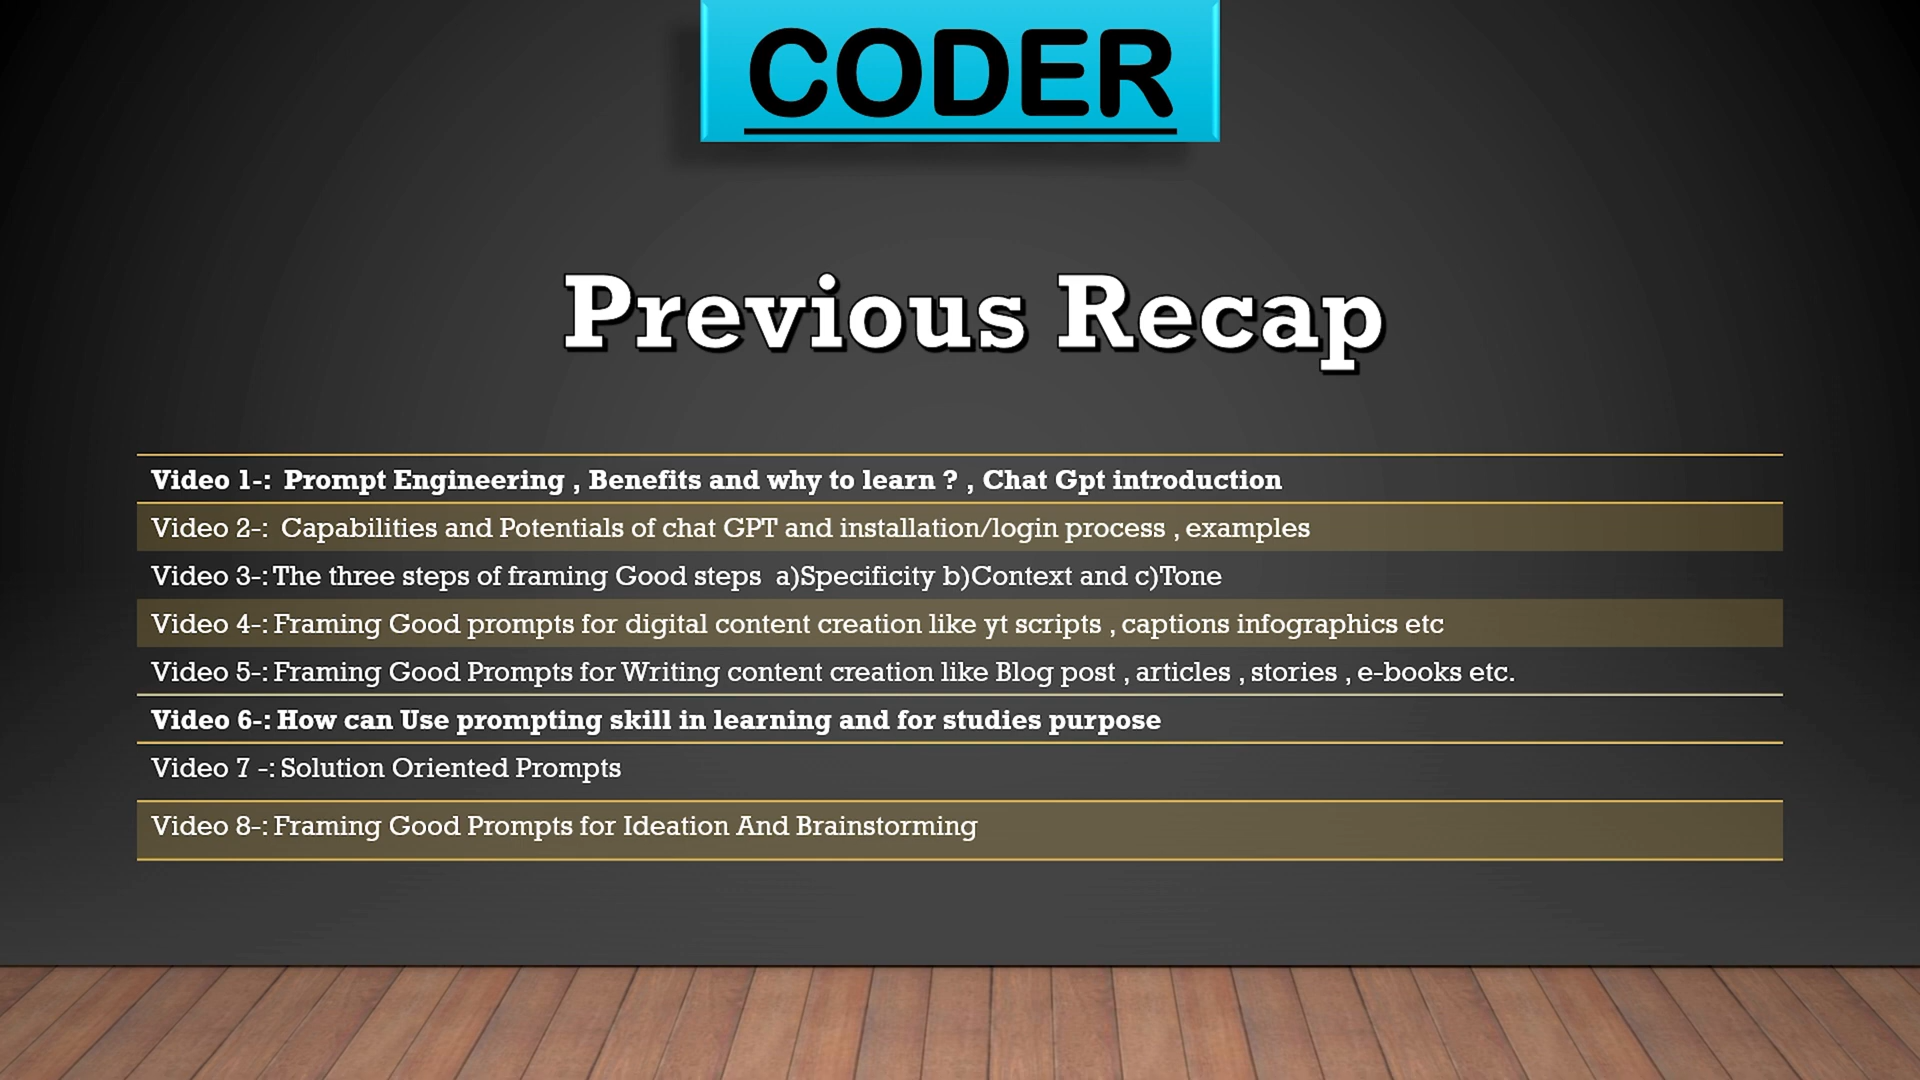 CODER
Previous Recap
Video 1-:  Prompt Engineering , Benefits and why to learn ? , Chat Gpt introduction
Video 2-:  Capabilities and Potentials of chat GPT and installation/login process , examples
Video 3-: The three steps of framing Good steps  a)Specificity b)Context and c)Tone
Video 4-: Framing Good prompts for digital content creation like yt scripts , captions infographics etc
Video 5-: Framing Good Prompts for Writing content creation like Blog post , articles , stories , e-books etc.
Video 6-: How can Use prompting skill in learning and for studies purpose
Video 7 -: Solution Oriented Prompts
Video 8-: Framing Good Prompts for Ideation And Brainstorming